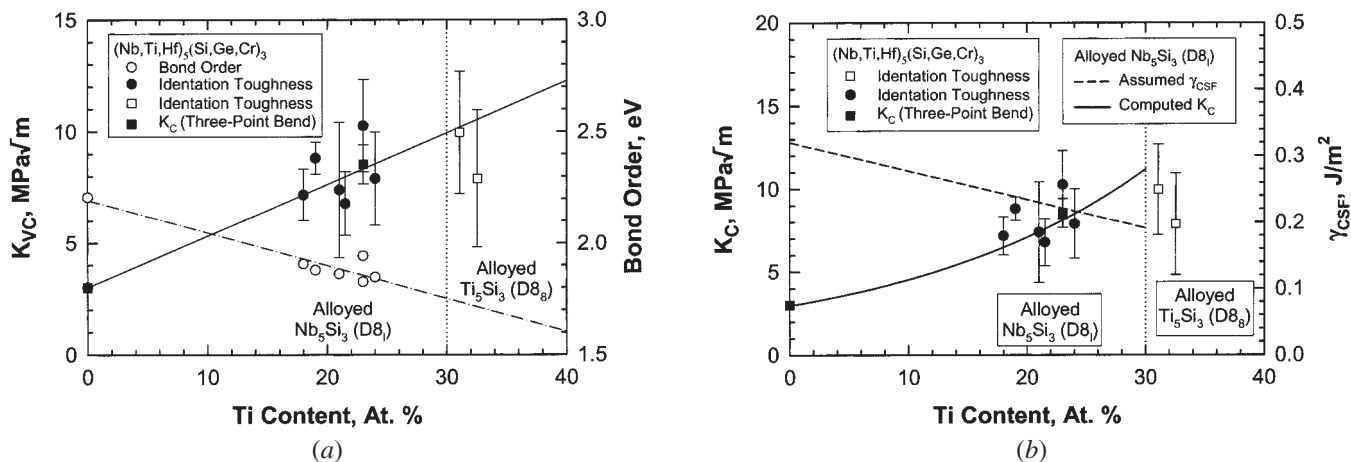 15
10
5
0
K_VC, MPa√m
(Nb,Ti,Hf)₅(Si,Ge,Cr)₃
Bond Order
Identation Toughness
Identation Toughness
K_C (Three-Point Bend)
Alloyed
Nb₅Si₃ (D8_l)
Alloyed
Ti₅Si₃ (D8₈)
3.0
2.5
2.0
1.5
Bond Order, eV
0 10 20 30 40
Ti Content, At. %
(a)
20
15
10
5
0
K_C, MPa√m
(Nb,Ti,Hf)₅(Si,Ge,Cr)₃
Identation Toughness
Identation Toughness
K_C (Three-Point Bend)
Alloyed Nb₅Si₃ (D8_l)
Assumed γ_CSF
Computed K_C
Alloyed
Nb₅Si₃ (D8_l)
Alloyed
Ti₅Si₃ (D8₈)
0.5
0.4
0.3
0.2
0.1
0.0
γ_CSF, J/m²
0 10 20 30 40
Ti Content, At. %
(b)